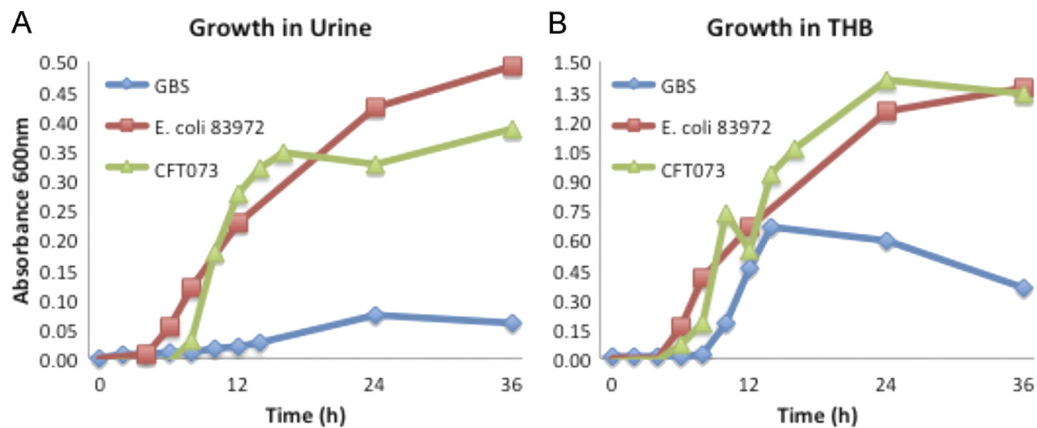 A
Growth in Urine
Absorbance 600nm
0.50
0.45
0.40
0.35
0.30
0.25
0.20
0.15
0.10
0.05
0.00
GBS
E. coli 83972
CFT073
0 12 24 36
Time (h)
B
Growth in THB
1.50
1.35
1.20
1.05
0.90
0.75
0.60
0.45
0.30
0.15
0.00
GBS
E. coli 83972
CFT073
0 12 24 36
Time (h)